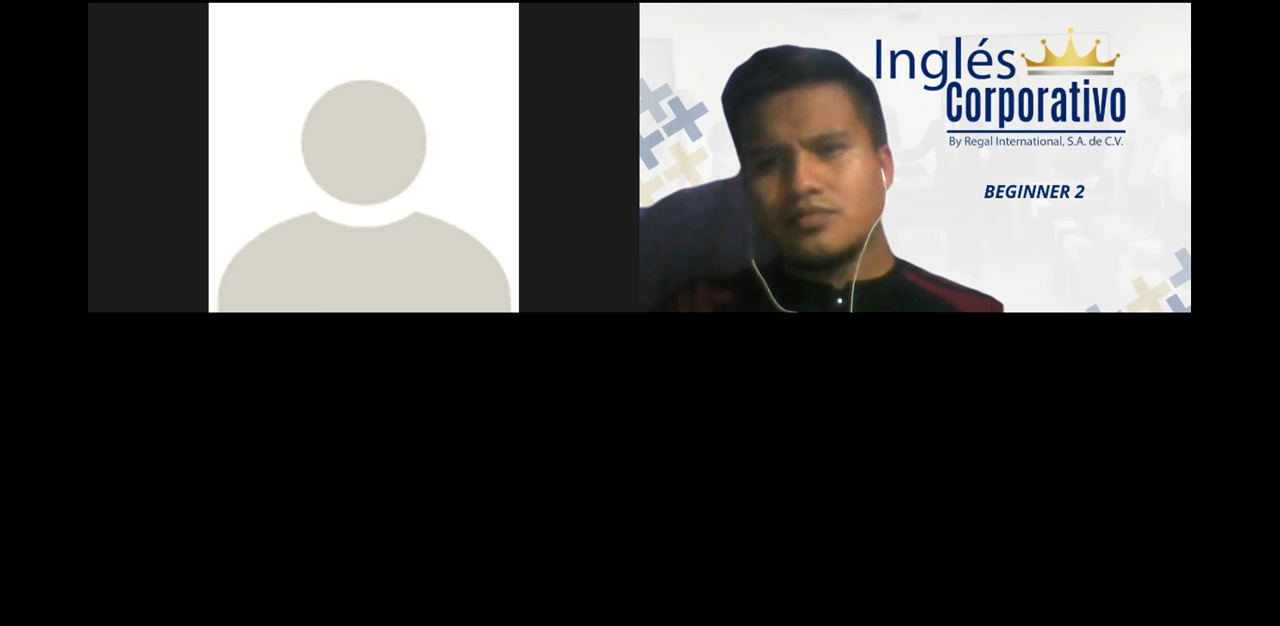 Inglés
Corporativo
By Regal International, S.A. de C.V.
BEGINNER 2